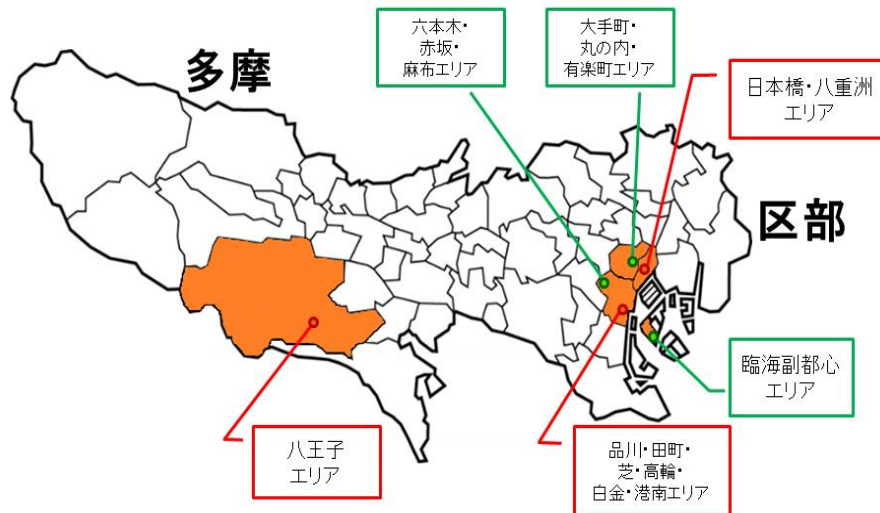 六本木・
赤坂・
麻布エリア
大手町・
丸の内・
有楽町エリア
日本橋・八重洲
エリア
多摩
区部
臨海副都心
エリア
八王子
エリア
品川・田町・
芝・高輪・
白金・港南エリア